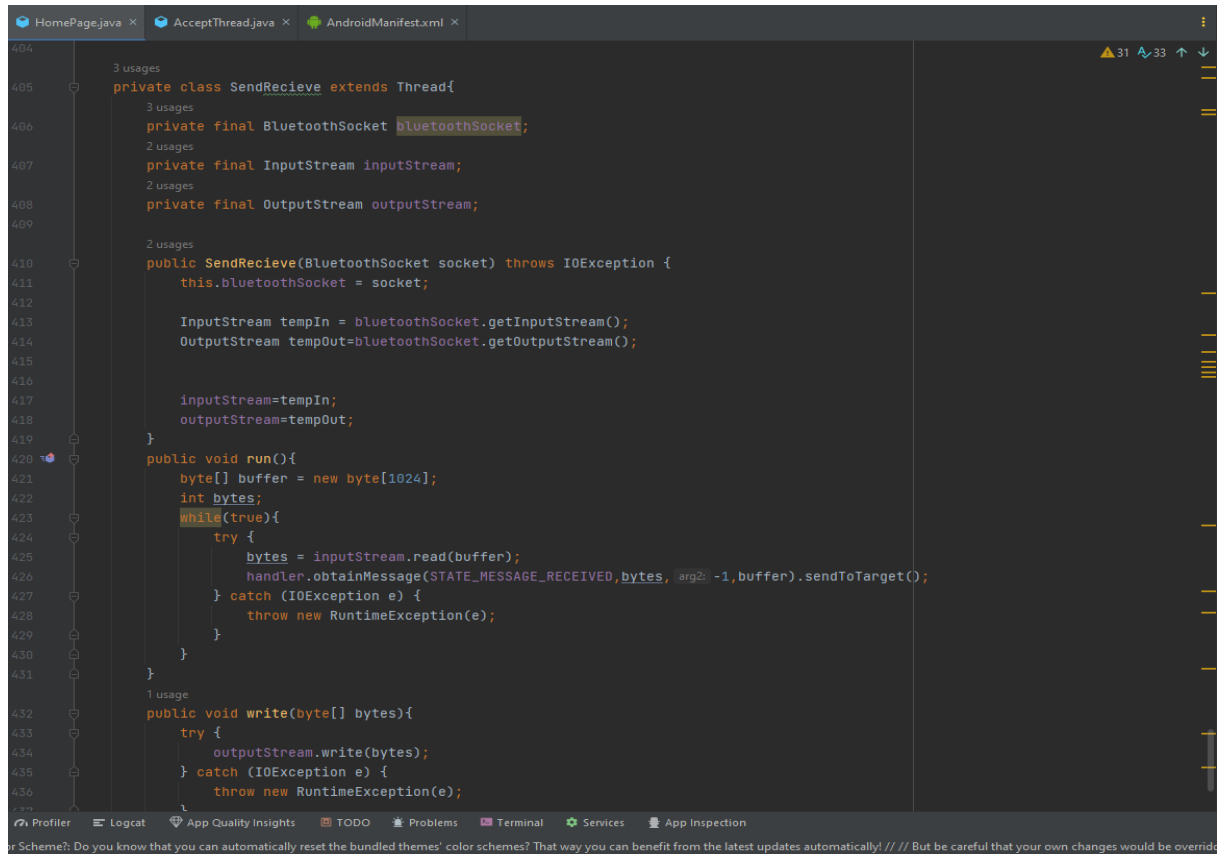 HomePage.java × AcceptThread.java × AndroidManifest.xml ×
404
31 33
3 usages
405 private class SendRecieve extends Thread{
3 usages
406 private final BluetoothSocket bluetoothSocket;
2 usages
407 private final InputStream inputStream;
2 usages
408 private final OutputStream outputStream;
409
2 usages
410 public SendRecieve(BluetoothSocket socket) throws IOException {
411 this.bluetoothSocket = socket;
412
413 InputStream tempIn = bluetoothSocket.getInputStream();
414 OutputStream tempOut=bluetoothSocket.getOutputStream();
415
416
417 inputStream=tempIn;
418 outputStream=tempOut;
419 }
420 public void run(){
421 byte[] buffer = new byte[1024];
422 int bytes;
423 while(true){
424 try {
425 bytes = inputStream.read(buffer);
426 handler.obtainMessage(STATE_MESSAGE_RECEIVED,bytes, arg2: -1,buffer).sendToTarget();
427 } catch (IOException e) {
428 throw new RuntimeException(e);
429 }
430 }
431 }
1 usage
432 public void write(byte[] bytes){
433 try {
434 outputStream.write(bytes);
435 } catch (IOException e) {
436 throw new RuntimeException(e);
}
Profiler Logcat App Quality Insights TODO Problems Terminal Services App Inspection
or Scheme?: Do you know that you can automatically reset the bundled themes' color schemes? That way you can benefit from the latest updates automatically! // // But be careful that your own changes would be overrid